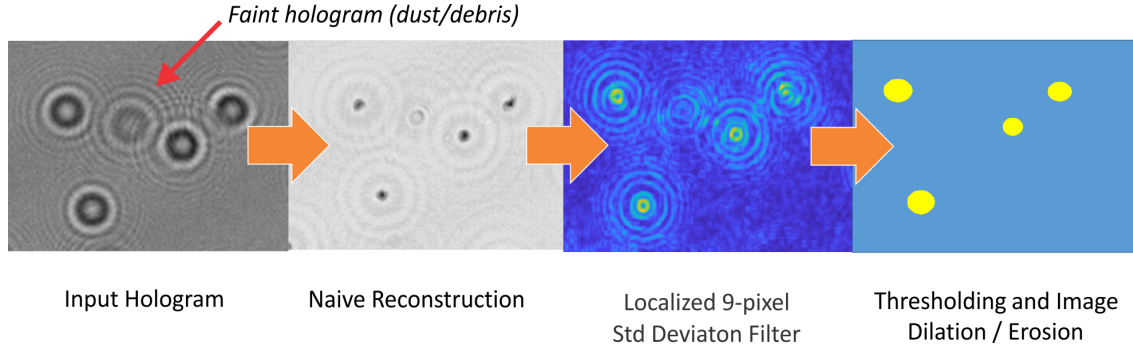 Faint hologram (dust/debris)
Input Hologram
Naive Reconstruction
Localized 9-pixel
Std Deviaton Filter
Thresholding and Image
Dilation / Erosion